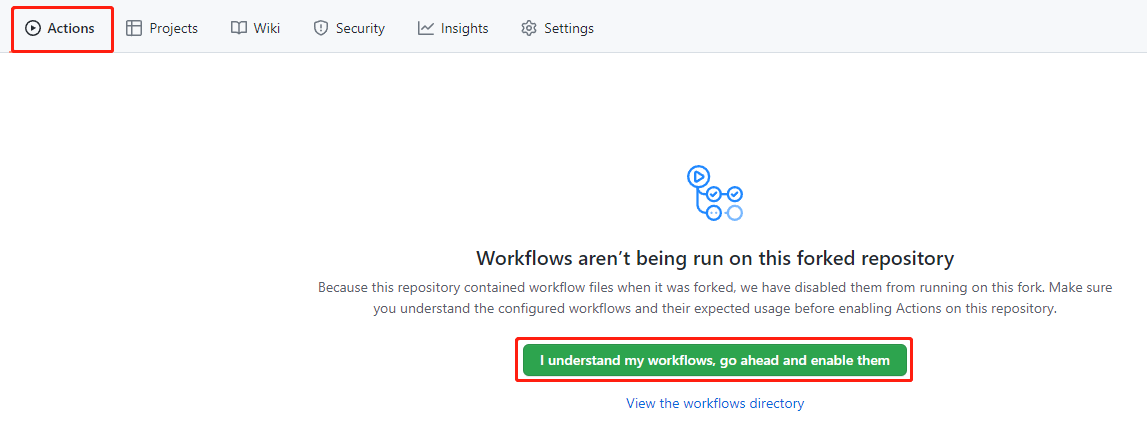 Actions Projects Wiki Security Insights Settings
Workflows aren’t being run on this forked repository
Because this repository contained workflow files when it was forked, we have disabled them from running on this fork. Make sure
you understand the configured workflows and their expected usage before enabling Actions on this repository.
I understand my workflows, go ahead and enable them
View the workflows directory